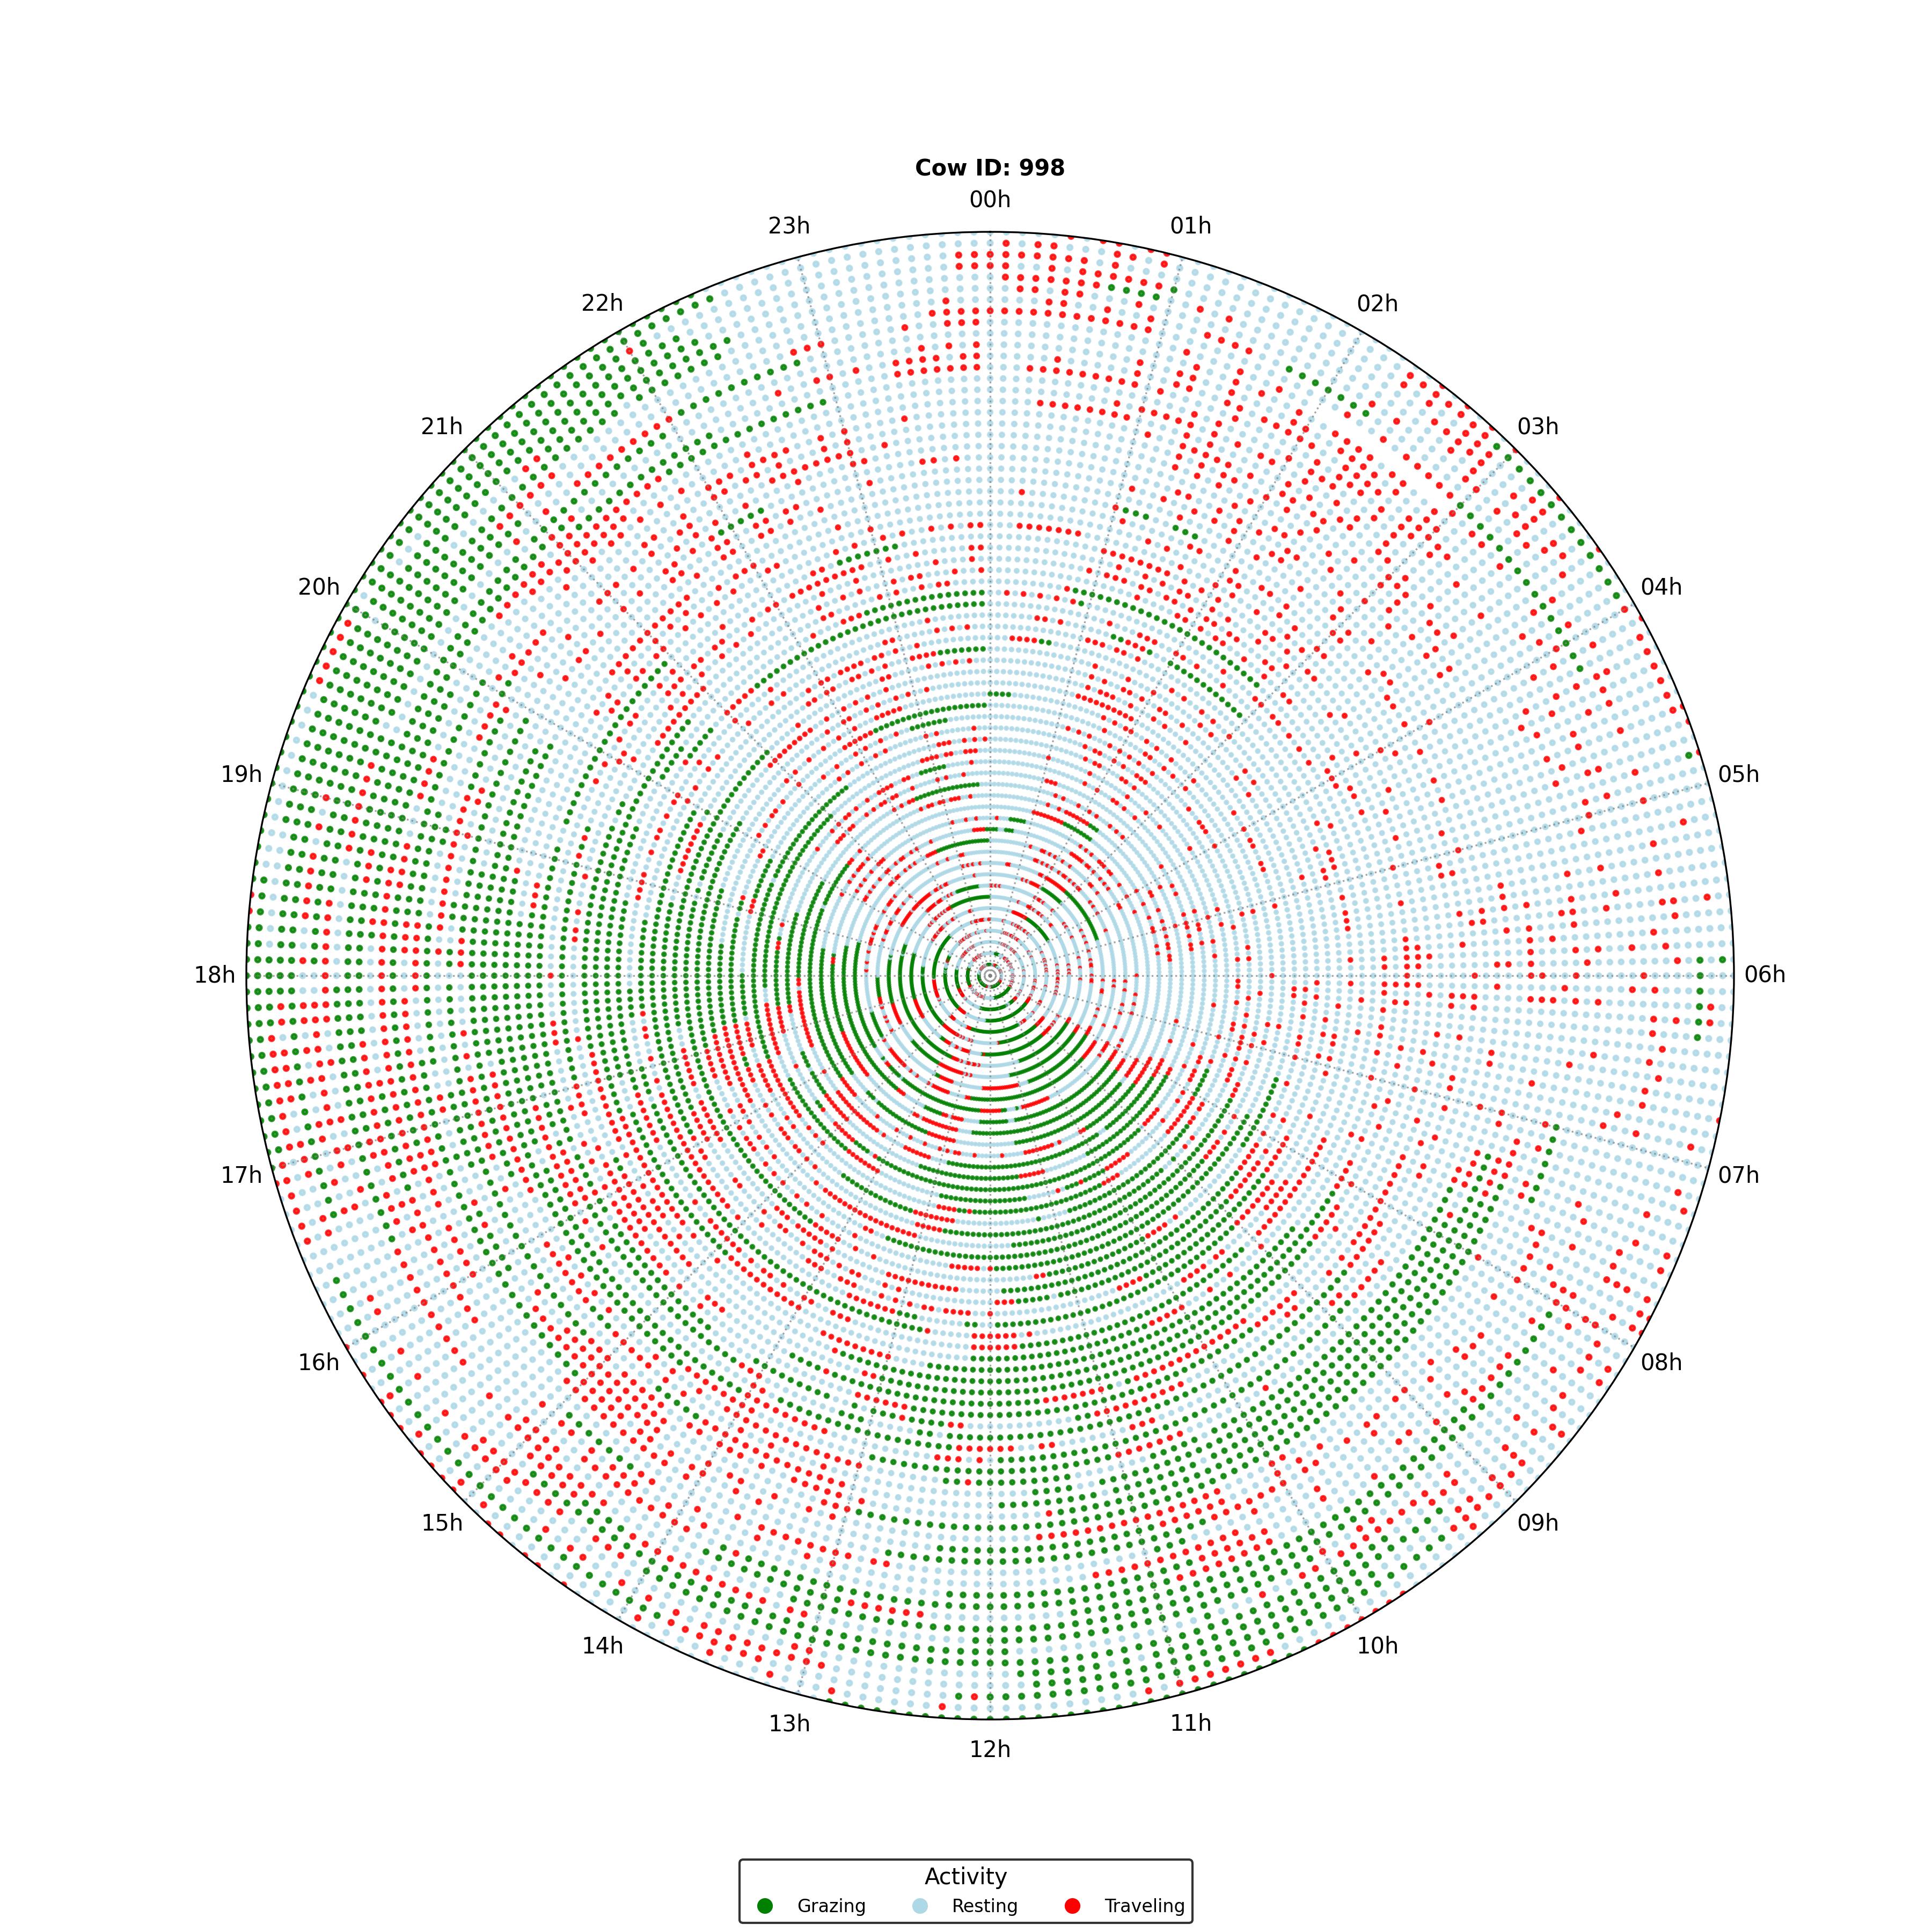 Cow ID: 998
00h
01h
02h
03h
04h
05h
06h
07h
08h
09h
10h
11h
12h
13h
14h
15h
16h
17h
18h
19h
20h
21h
22h
23h
Activity
Grazing Resting Traveling